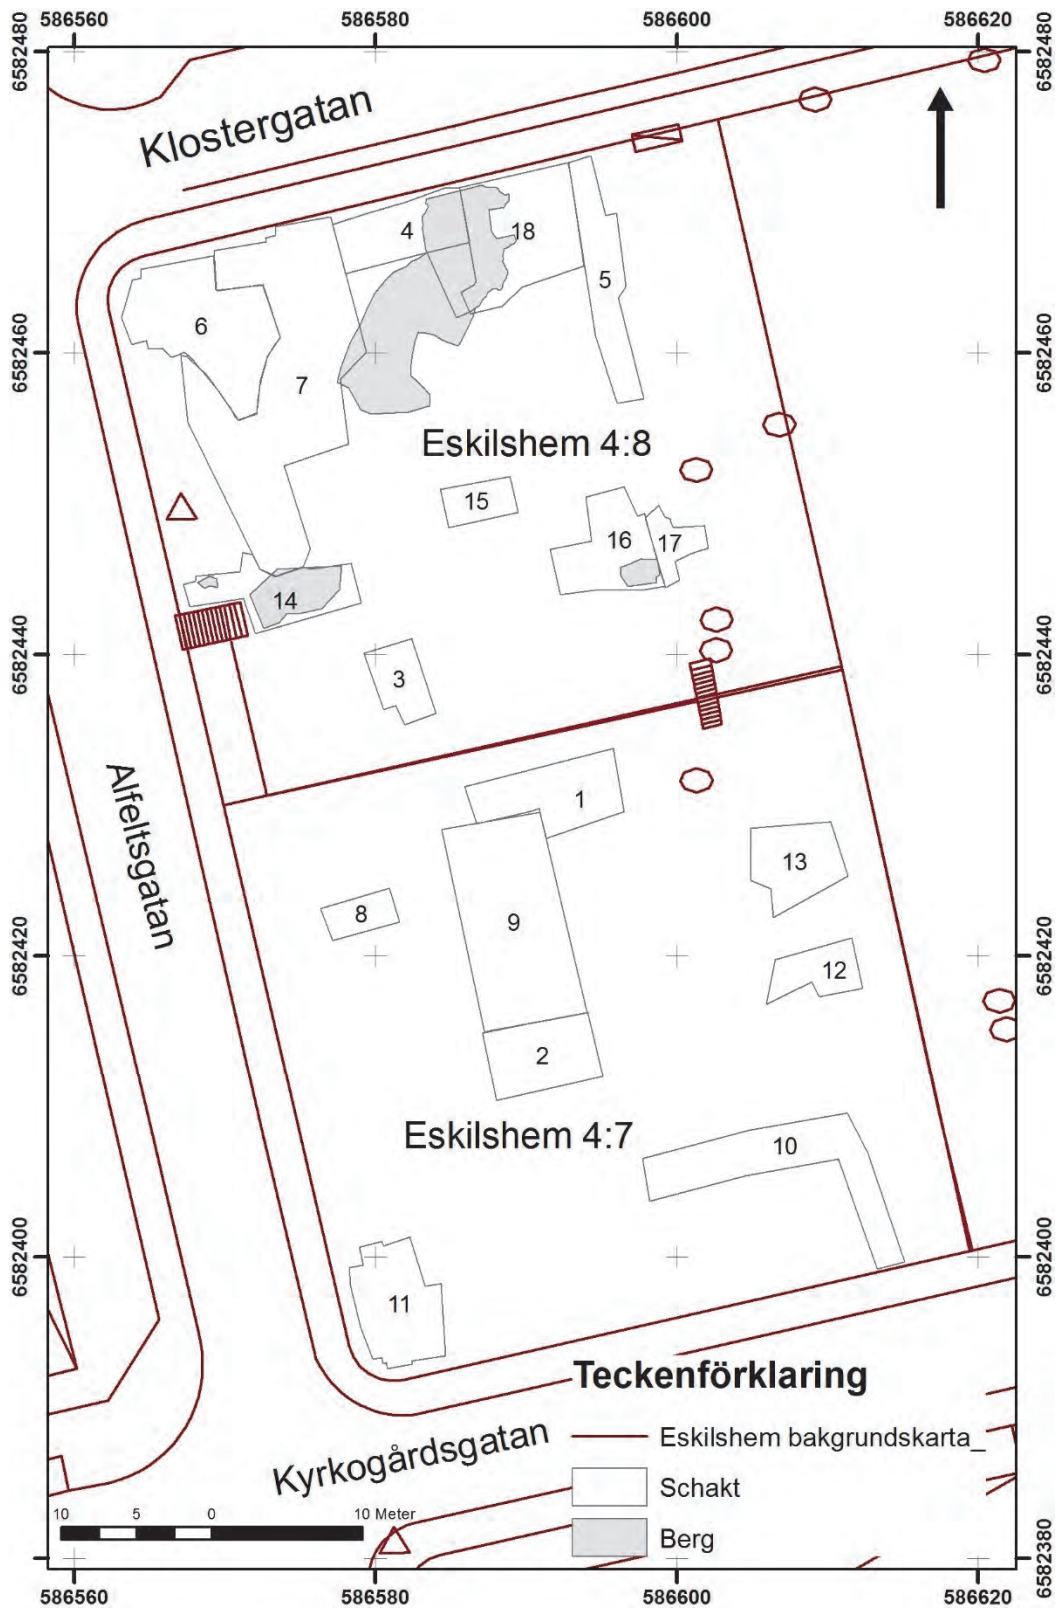 586560 586580 586600 586620
6582480 6582480
Klostergatan
4 18
5
6
7
6582460 6582460
Eskilshem 4:8
15
16 17
14
6582440 6582440
3
1
Alfeltsgatan
13
8
9
6582420 6582420
12
2
Eskilshem 4:7
10
6582400 6582400
11
Teckenförklaring
Eskilshem bakgrundskarta_
Kyrkogårdsgatan
Schakt
10 5 0 10 Meter
Berg
6582380 6582380
586560 586580 586600 586620